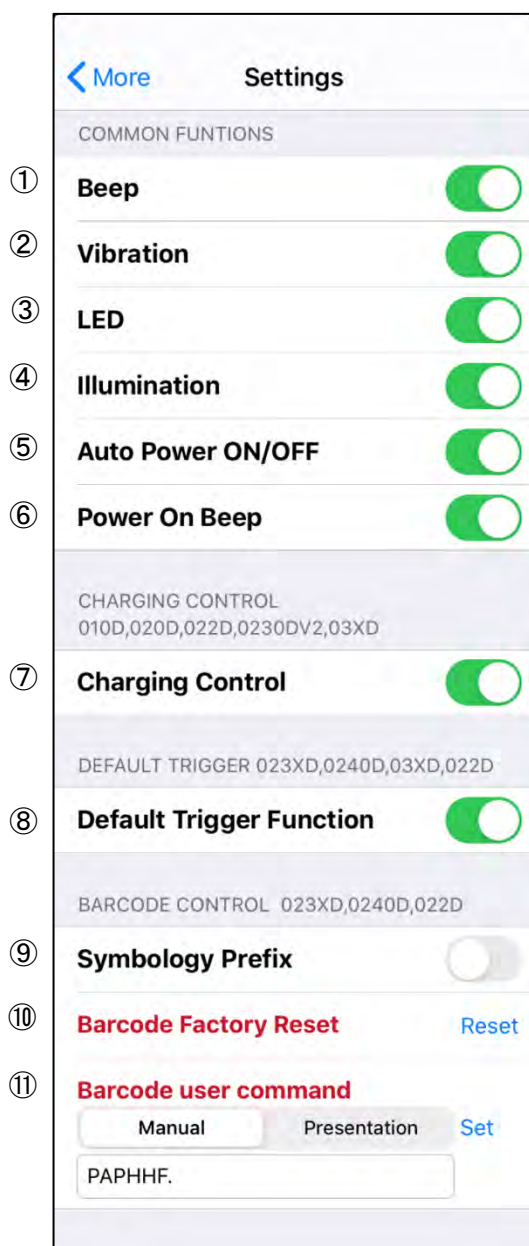 More Settings
COMMON FUNTIONS
① Beep
② Vibration
③ LED
④ Illumination
⑤ Auto Power ON/OFF
⑥ Power On Beep
CHARGING CONTROL
010D,020D,022D,0230DV2,03XD
⑦ Charging Control
DEFAULT TRIGGER 023XD,0240D,03XD,022D
⑧ Default Trigger Function
BARCODE CONTROL 023XD,0240D,022D
⑨ Symbology Prefix
⑩ Barcode Factory Reset Reset
⑪ Barcode user command
Manual Presentation Set
PAPHHF.